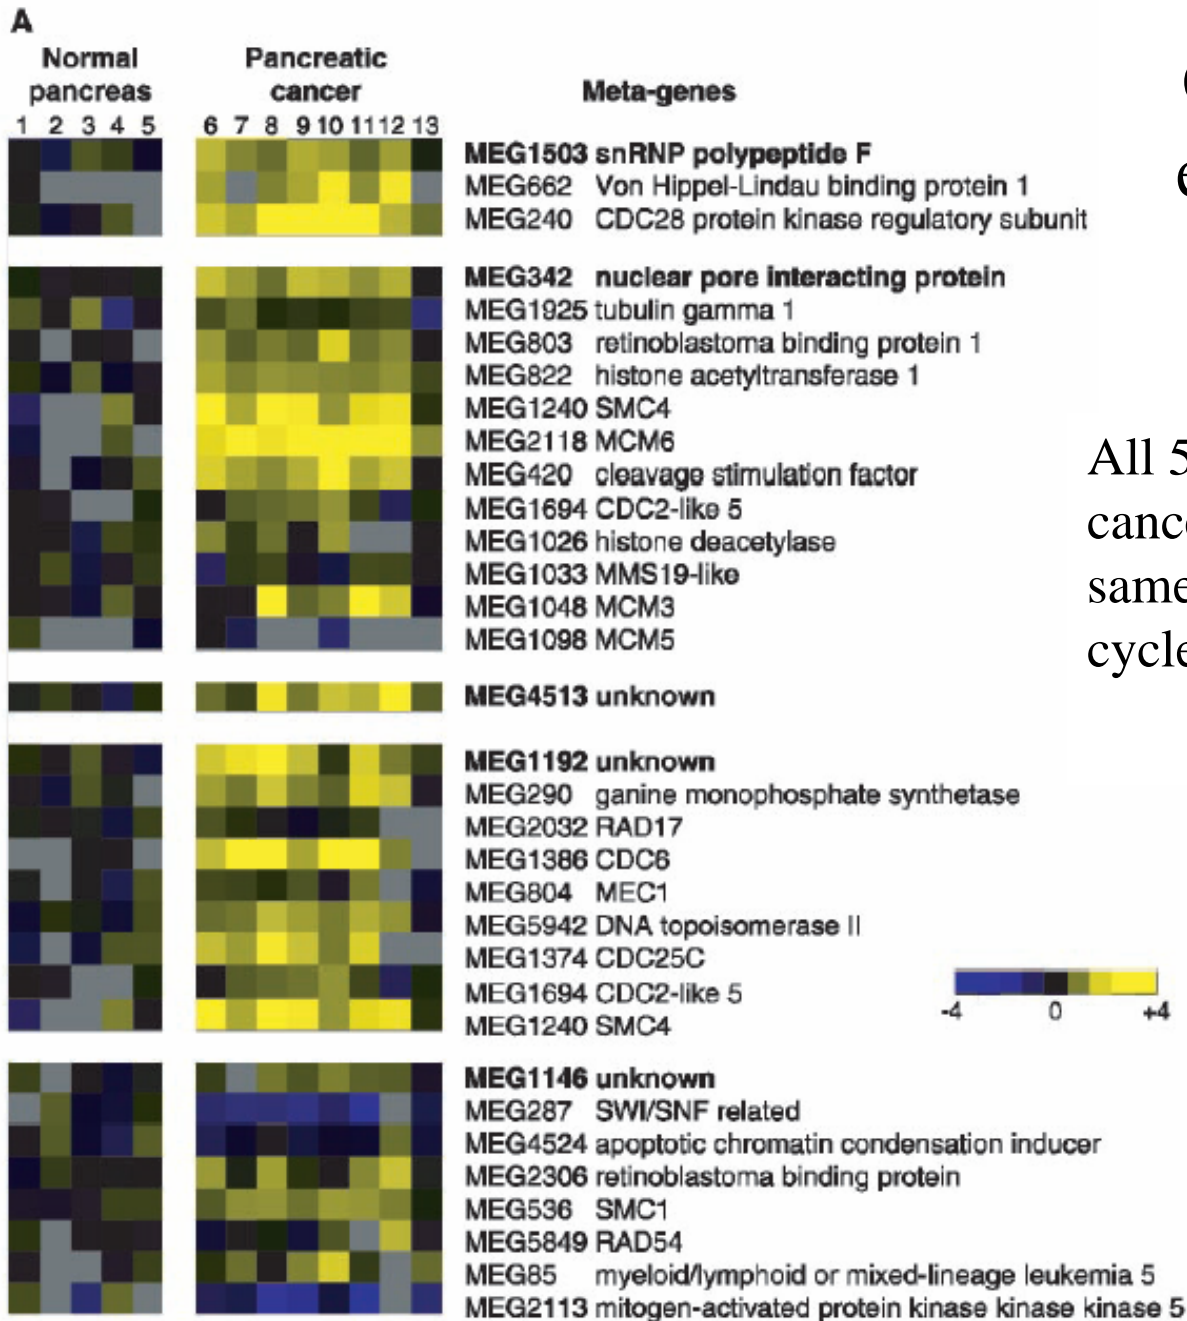 A
Normal pancreas
Pancreatic cancer
Meta-genes
1 2 3 4 5 6 7 8 9 10 11 12 13
MEG1503 snRNP polypeptide F
MEG662 Von Hippel-Lindau binding protein 1
MEG240 CDC28 protein kinase regulatory subunit
MEG342 nuclear pore interacting protein
MEG1925 tubulin gamma 1
MEG803 retinoblastoma binding protein 1
MEG822 histone acetyltransferase 1
MEG1240 SMC4
MEG2118 MCM6
MEG420 cleavage stimulation factor
MEG1694 CDC2-like 5
MEG1026 histone deacetylase
MEG1033 MMS19-like
MEG1048 MCM3
MEG1098 MCM5
MEG4513 unknown
MEG1192 unknown
MEG290 ganine monophosphate synthetase
MEG2032 RAD17
MEG1386 CDC6
MEG804 MEC1
MEG5942 DNA topoisomerase II
MEG1374 CDC25C
MEG1694 CDC2-like 5
MEG1240 SMC4
MEG1146 unknown
MEG287 SWI/SNF related
MEG4524 apoptotic chromatin condensation inducer
MEG2306 retinoblastoma binding protein
MEG536 SMC1
MEG5849 RAD54
MEG85 myeloid/lymphoid or mixed-lineage leukemia 5
MEG2113 mitogen-activated protein kinase kinase kinase 5
-4 0 +4
All 5
cance
same
cycle